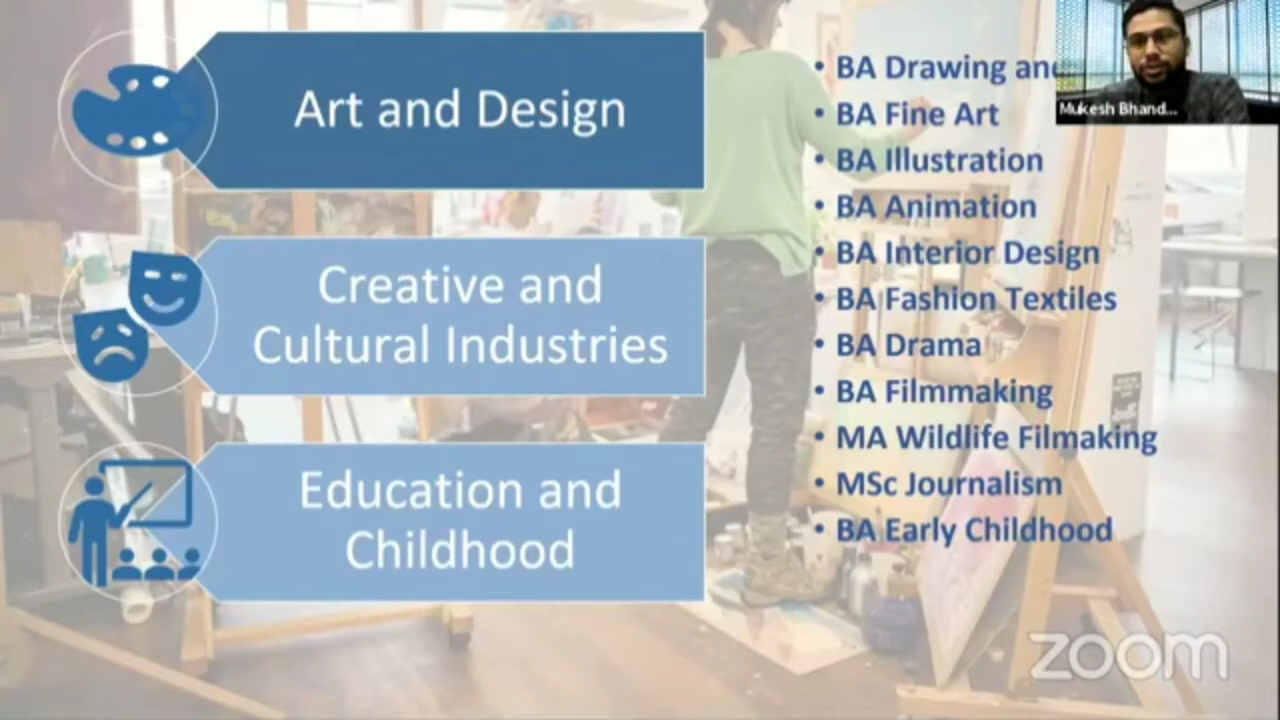 Art and Design
Creative and
Cultural Industries
Education and
Childhood
• BA Drawing and
• BA Fine Art
• BA Illustration
• BA Animation
• BA Interior Design
• BA Fashion Textiles
• BA Drama
• BA Filmmaking
• MA Wildlife Filmaking
• MSc Journalism
• BA Early Childhood
Mukesh Bhand...
zoom